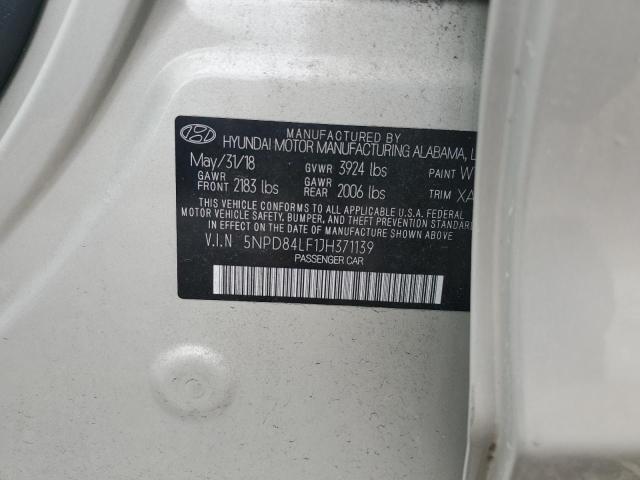 MANUFACTURED BY
HYUNDAI MOTOR MANUFACTURING ALABAMA, L
May/31/18 GVWR 3924 lbs PAINT W
GAWR FRONT 2183 lbs GAWR REAR 2006 lbs TRIM XA
THIS VEHICLE CONFORMS TO ALL APPLICABLE U.S.A. FEDERAL
MOTOR VEHICLE SAFETY, BUMPER, AND THEFT PREVENTION
STANDARDS IN EFFECT ON THE DATE OF MANUFACTURE SHOWN ABOVE.
V.I.N 5NPD84LF1JH371139
PASSENGER CAR